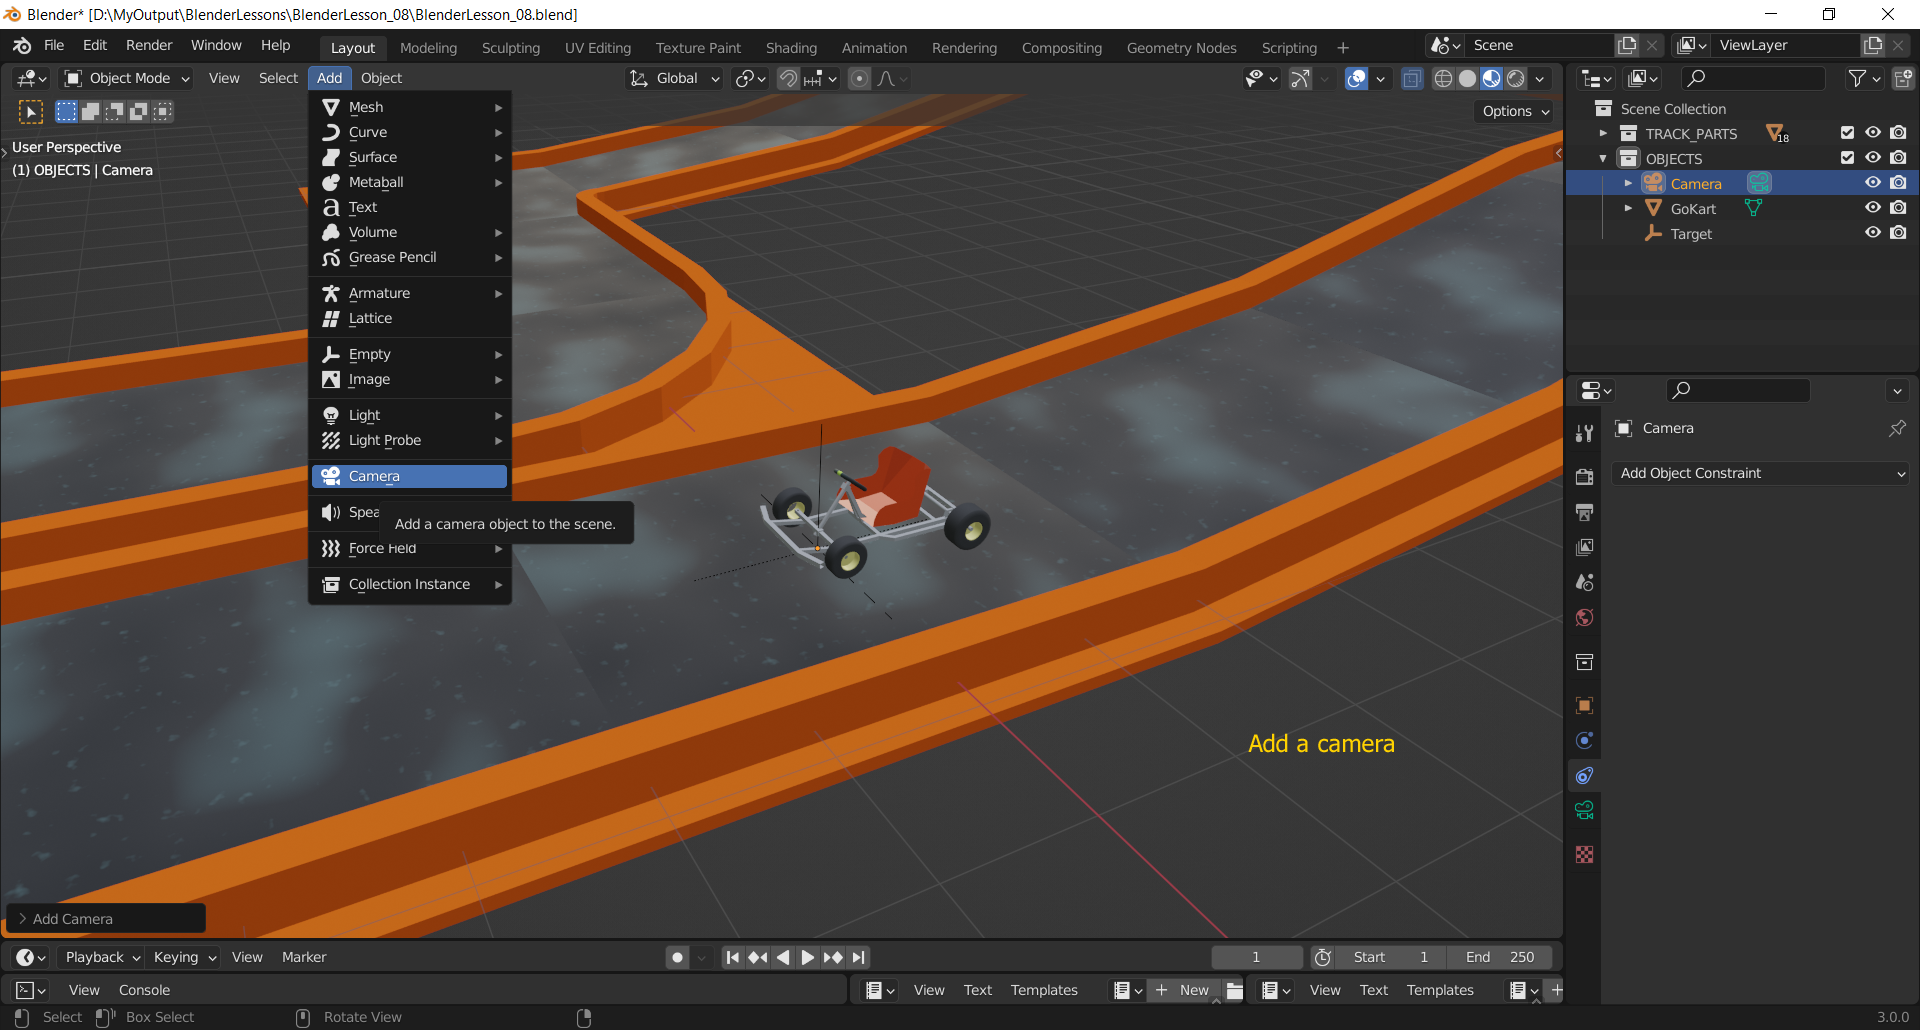 Blender* [D:\MyOutput\BlenderLessons\BlenderLesson_08\BlenderLesson_08.blend]
File Edit Render Window Help Layout Modeling Sculpting UV Editing Texture Paint Shading Animation Rendering Compositing Geometry Nodes Scripting + Scene ViewLayer
Object Mode View Select Add Object Global
Options
User Perspective
(1) OBJECTS | Camera
Mesh
Curve
Surface
Metaball
Text
Volume
Grease Pencil
Armature
Lattice
Empty
Image
Light
Light Probe
Camera
Spea
Add a camera object to the scene.
Force Field
Collection Instance
Scene Collection
TRACK_PARTS 18
OBJECTS
Camera
GoKart
Target
Camera
Add Object Constraint
Add a camera
Add Camera
Playback Keying View Marker 1 Start 1 End 250
View Console View Text Templates + New View Text Templates +
Select Box Select Rotate View 3.0.0